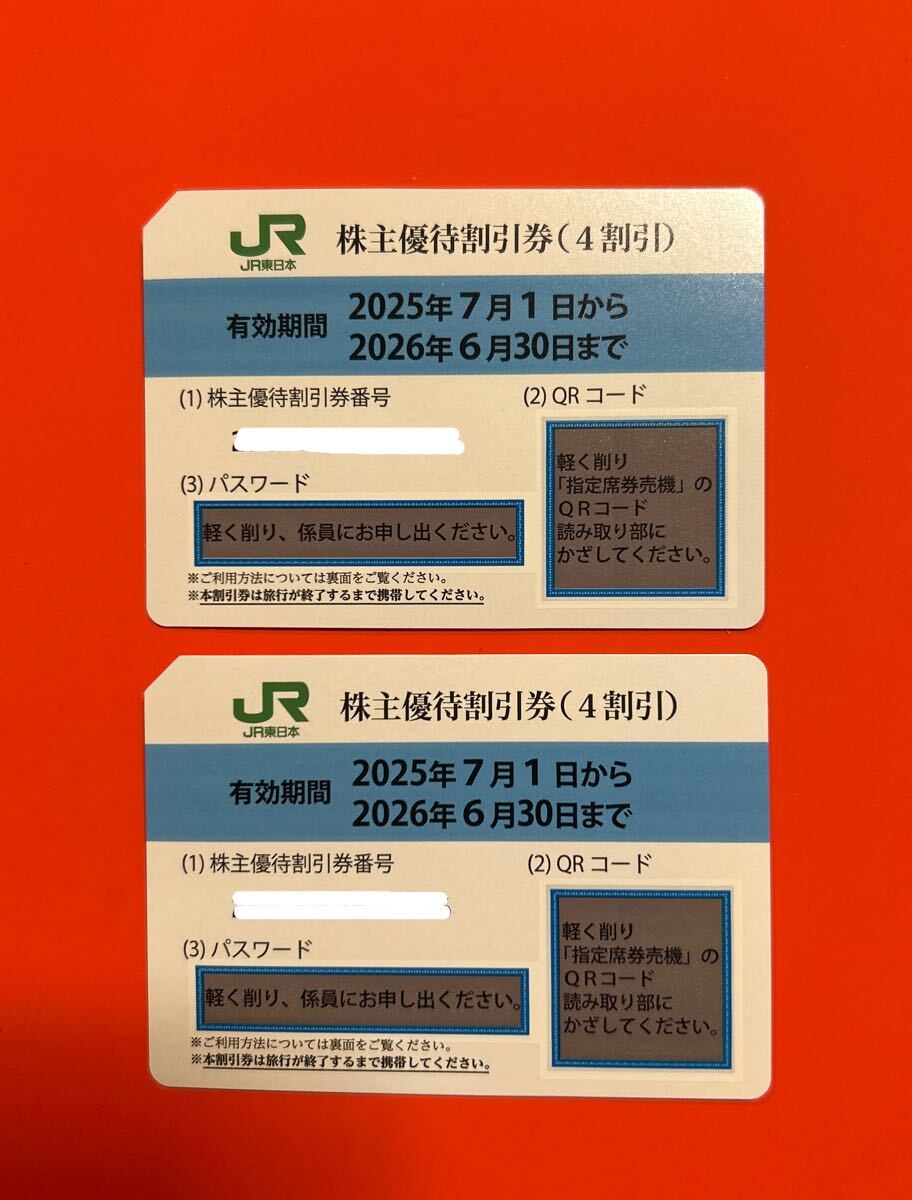 JR
JR東日本
株主優待割引券(4割引)
有効期間
2025年7月1日から
2026年6月30日まで
(1) 株主優待割引券番号
(2) QRコード
軽く削り
「指定席券売機」の
QRコード
読み取り部に
かざしてください。
(3) パスワード
軽く削り、係員にお申し出ください。
※ご利用方法については裏面をご覧ください。
※本割引券は旅行が終了するまで携帯してください。
JR
JR東日本
株主優待割引券(4割引)
有効期間
2025年7月1日から
2026年6月30日まで
(1) 株主優待割引券番号
(2) QRコード
軽く削り
「指定席券売機」の
QRコード
読み取り部に
かざしてください。
(3) パスワード
軽く削り、係員にお申し出ください。
※ご利用方法については裏面をご覧ください。
※本割引券は旅行が終了するまで携帯してください。